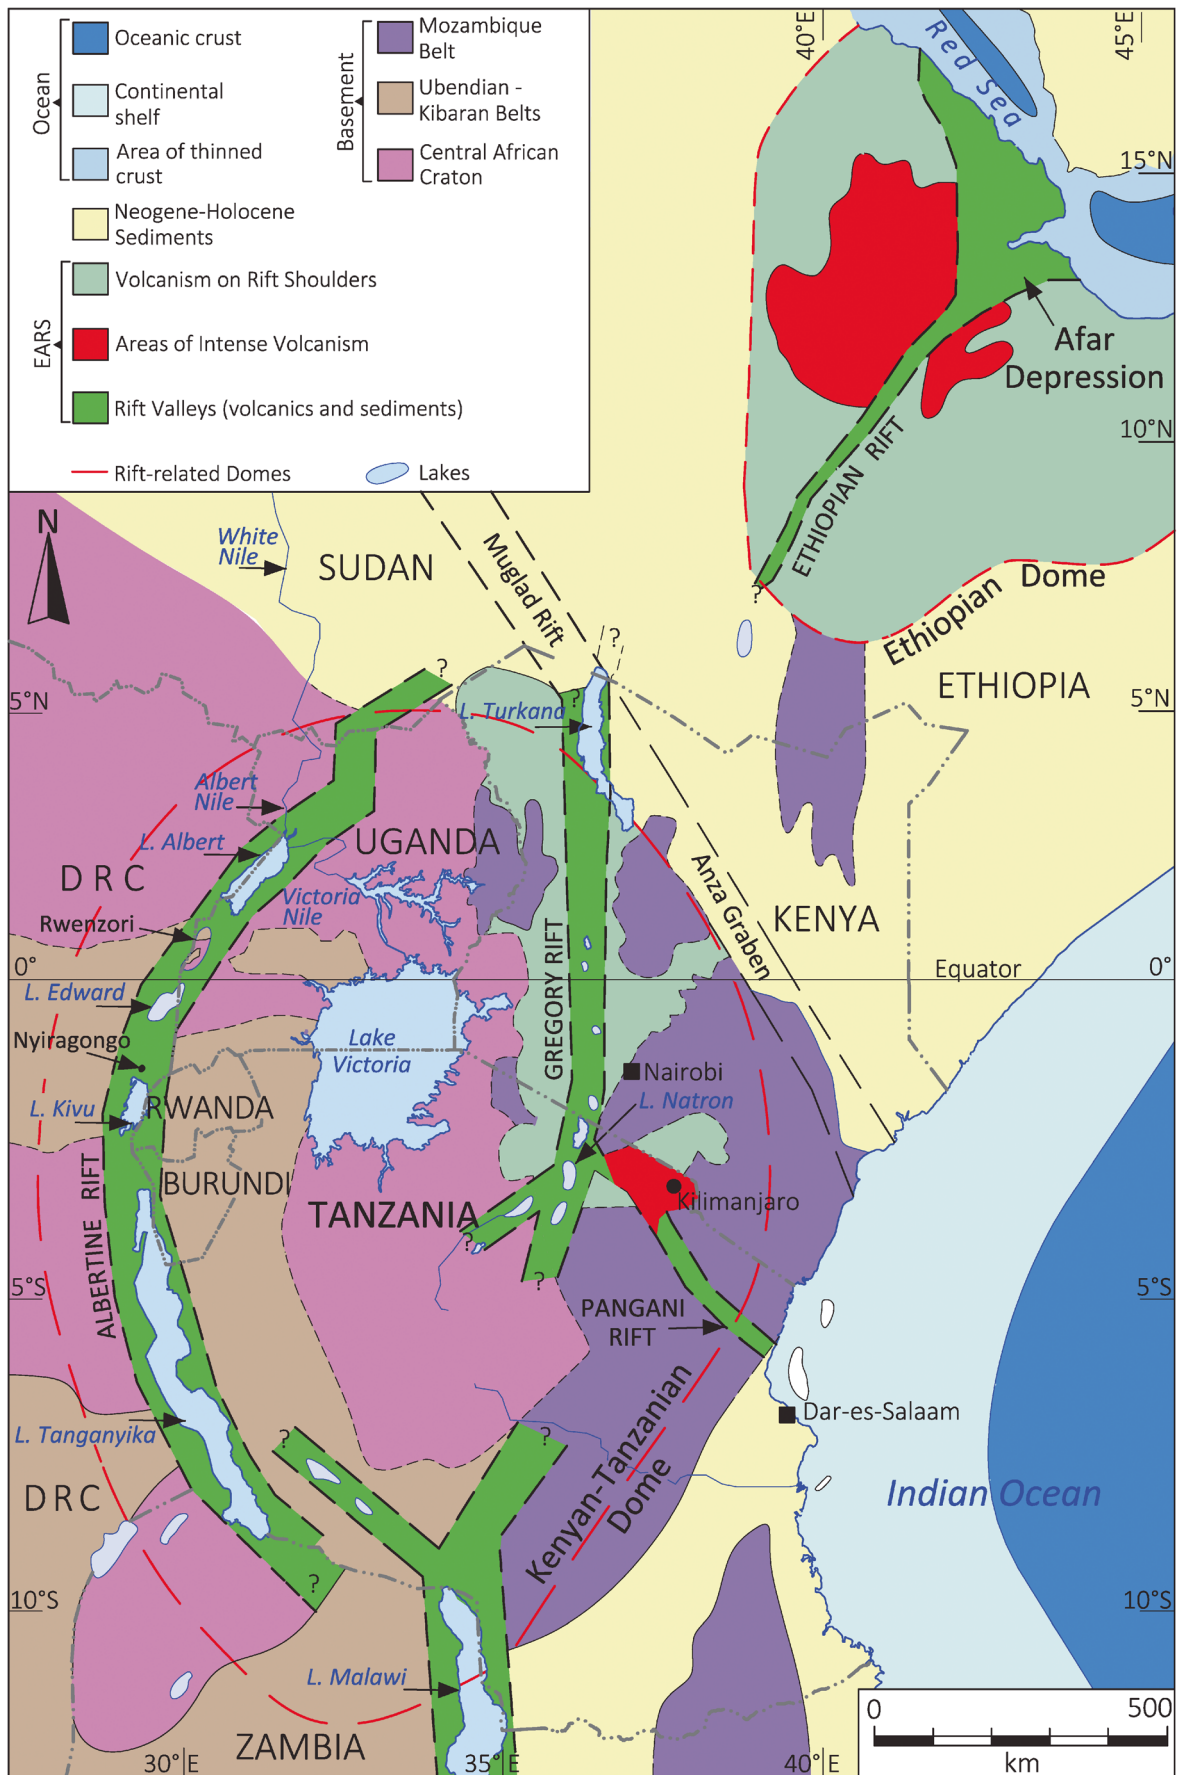 Ocean
Oceanic crust
Continental
shelf
Area of thinned
crust
Neogene-Holocene
Sediments
EARS
Volcanism on Rift Shoulders
Areas of Intense Volcanism
Rift Valleys (volcanics and sediments)
Rift-related Domes
Lakes
Basement
Mozambique
Belt
Ubendian -
Kibaran Belts
Central African
Craton
40°E
45°E
Red Sea
15°N
Afar
Depression
10°N
ETHIOPIAN RIFT
?
Ethiopian Dome
ETHIOPIA
N
White
Nile
SUDAN
Muglad Rift
?
?
?
5°N
5°N
L. Turkana
Albert
Nile
L. Albert
UGANDA
DRC
Victoria
Nile
Rwenzori
Anza Graben
KENYA
GREGORY RIFT
0°
Equator
0°
L. Edward
Nyiragongo
Lake
Victoria
Nairobi
L. Natron
L. Kivu
RWANDA
BURUNDI
ALBERTINE RIFT
TANZANIA
Kilimanjaro
?
?
5°S
5°S
PANGANI
RIFT
Kenyan-Tanzanian
Dome
Dar-es-Salaam
L. Tanganyika
?
?
DRC
Indian Ocean
?
10°S
10°S
L. Malawi
ZAMBIA
30°E
35°E
40°E
0
500
km